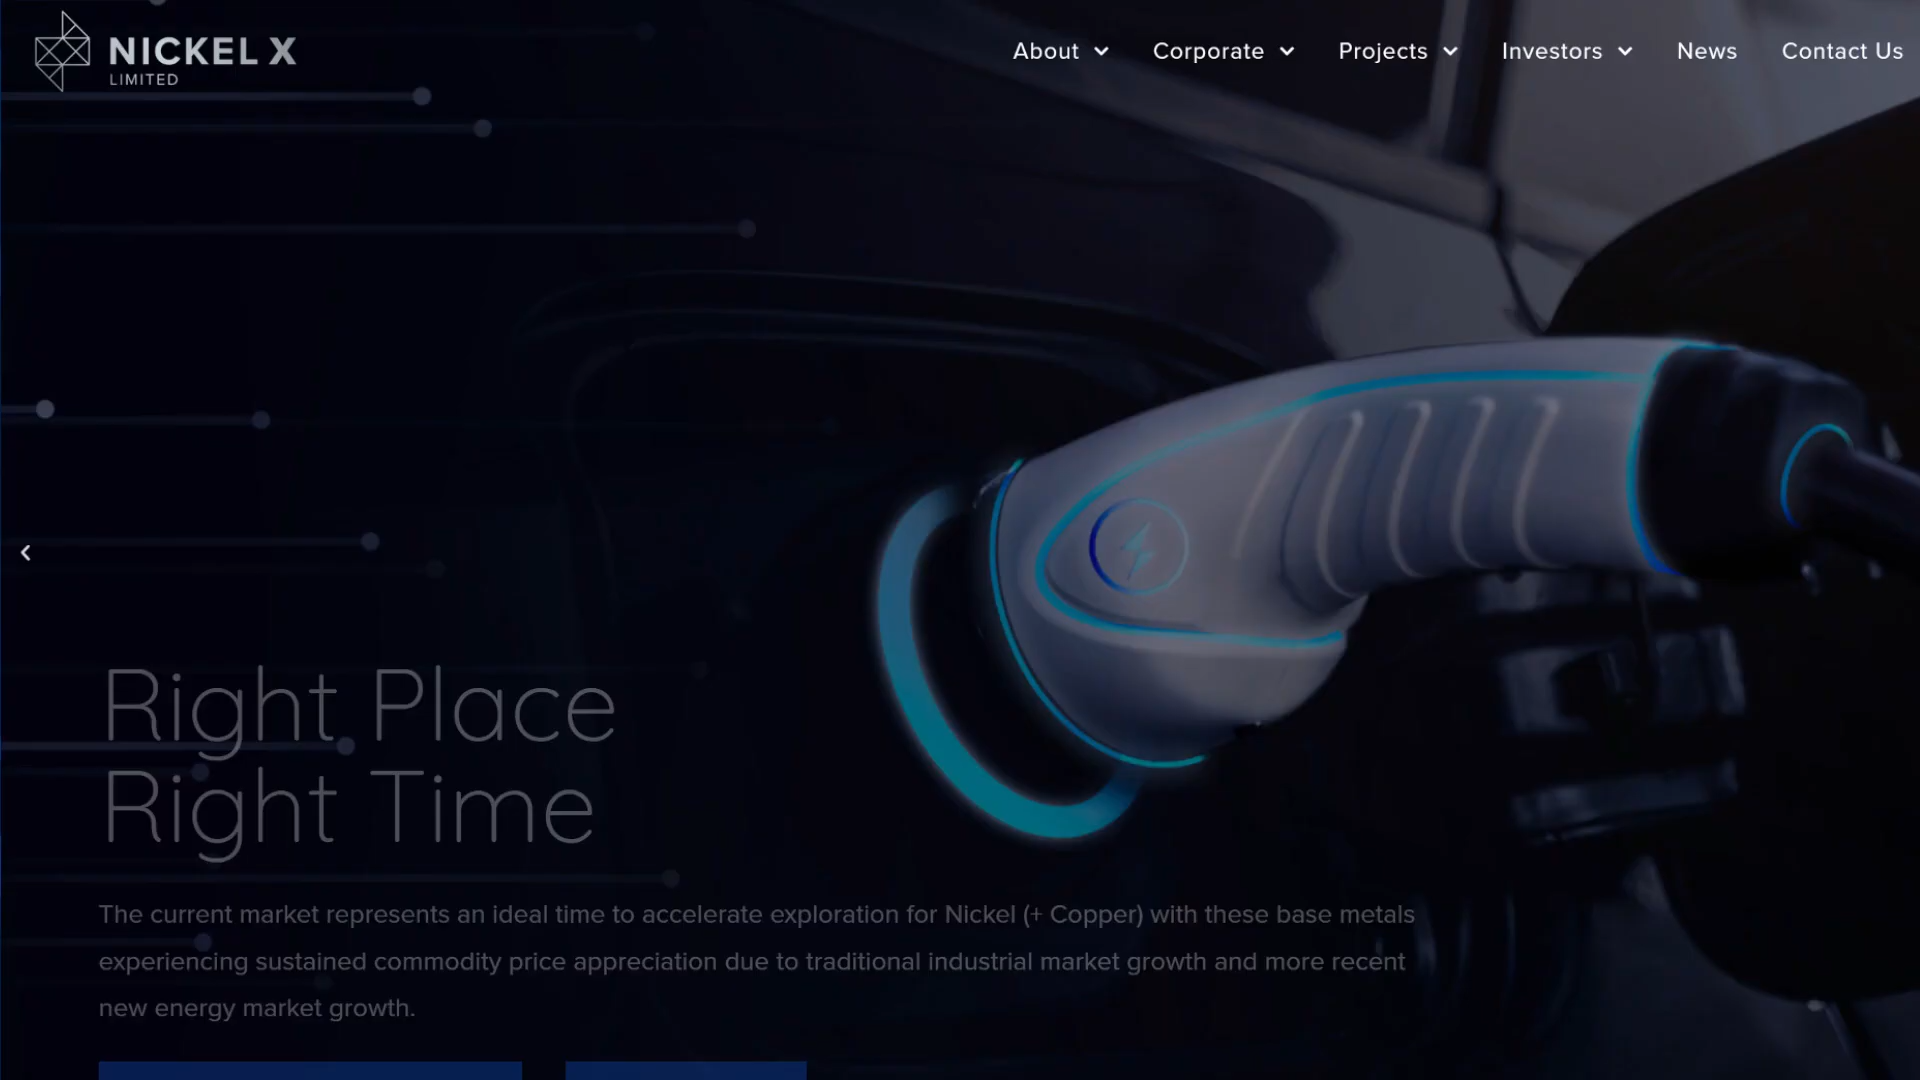 NICKEL X
LIMITED
About
Corporate
Projects
Investors
News
Contact Us
Right Place
Right Time
The current market represents an ideal time to accelerate exploration for Nickel (+ Copper) with these base metals
experiencing sustained commodity price appreciation due to traditional industrial market growth and more recent
new energy market growth.